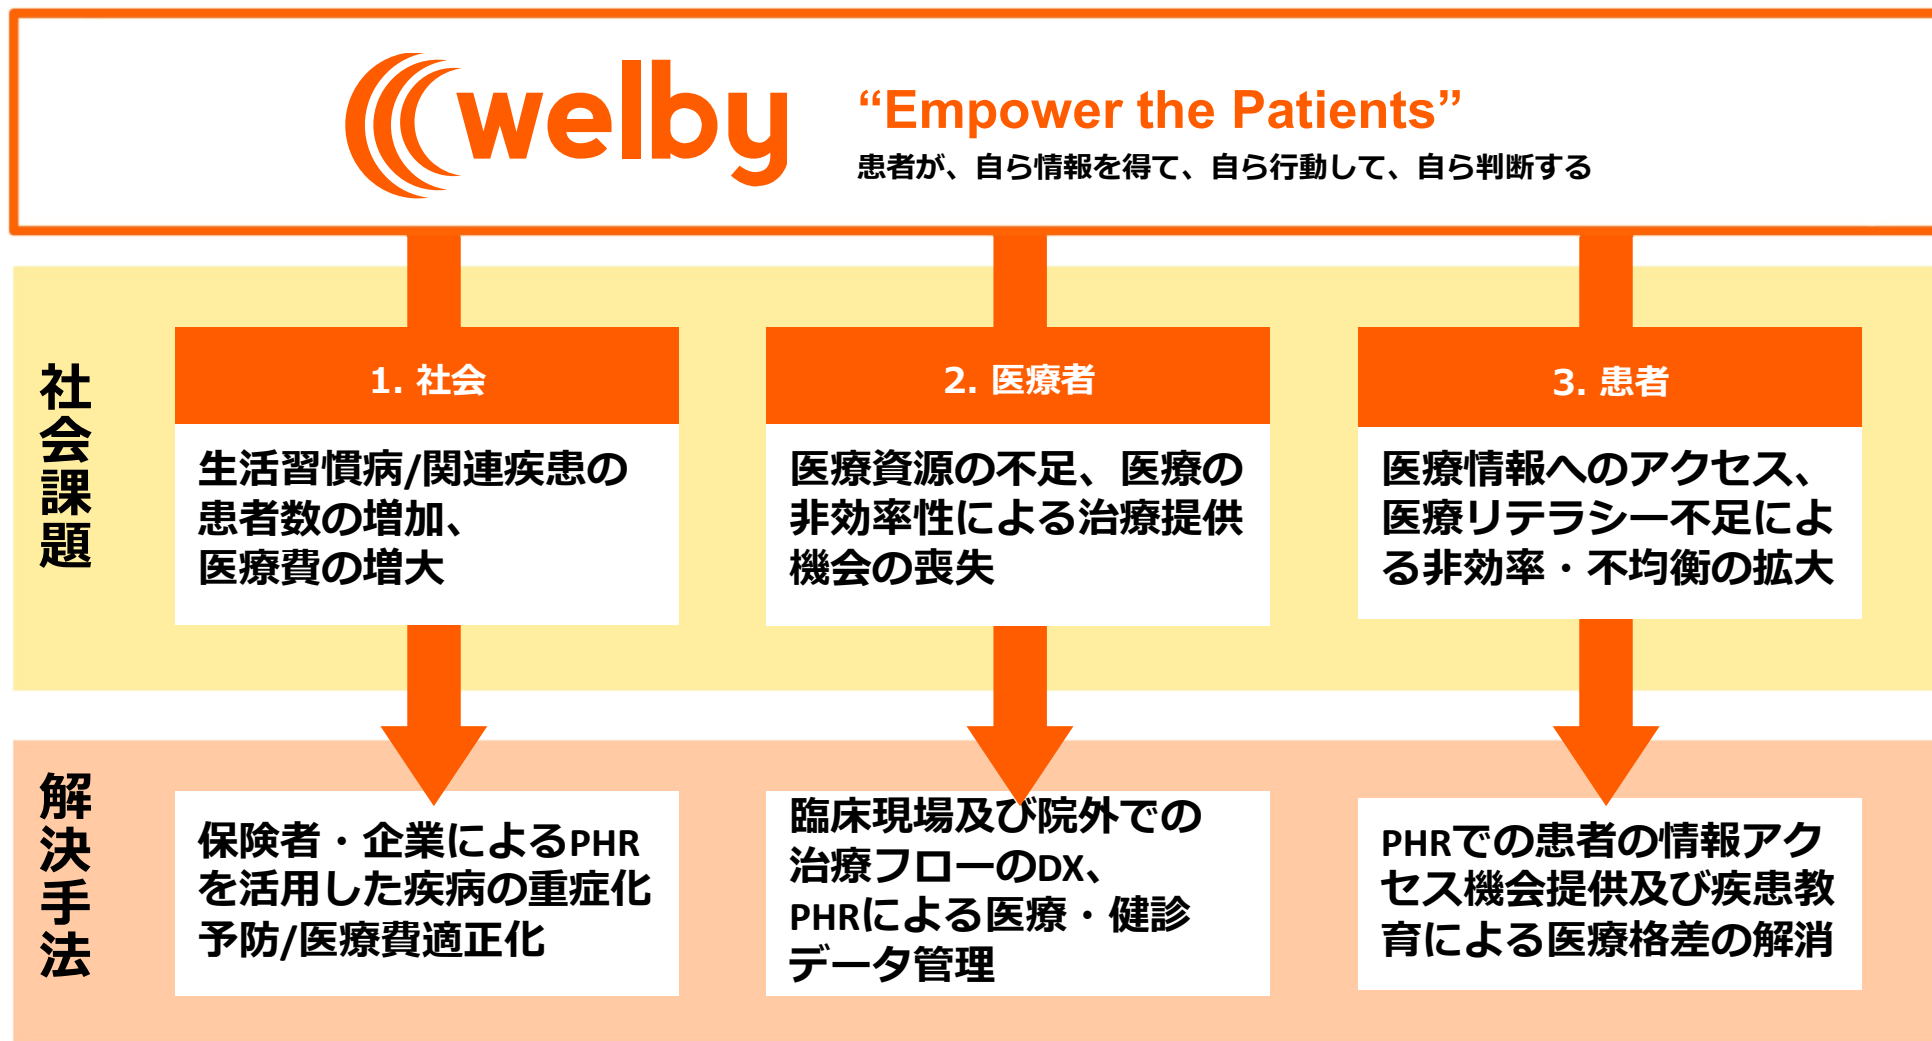 welby
“Empower the Patients”
患者が、自ら情報を得て、自ら行動して、自ら判断する
社会課題
1. 社会
生活習慣病/関連疾患の
患者数の増加、
医療費の増大
2. 医療者
医療資源の不足、医療の
非効率性による治療提供
機会の喪失
3. 患者
医療情報へのアクセス、
医療リテラシー不足によ
る非効率・不均衡の拡大
解決手法
保険者・企業によるPHR
を活用した疾病の重症化
予防/医療費適正化
臨床現場及び院外での
治療フローのDX、
PHRによる医療・健診
データ管理
PHRでの患者の情報アク
セス機会提供及び疾患教
育による医療格差の解消